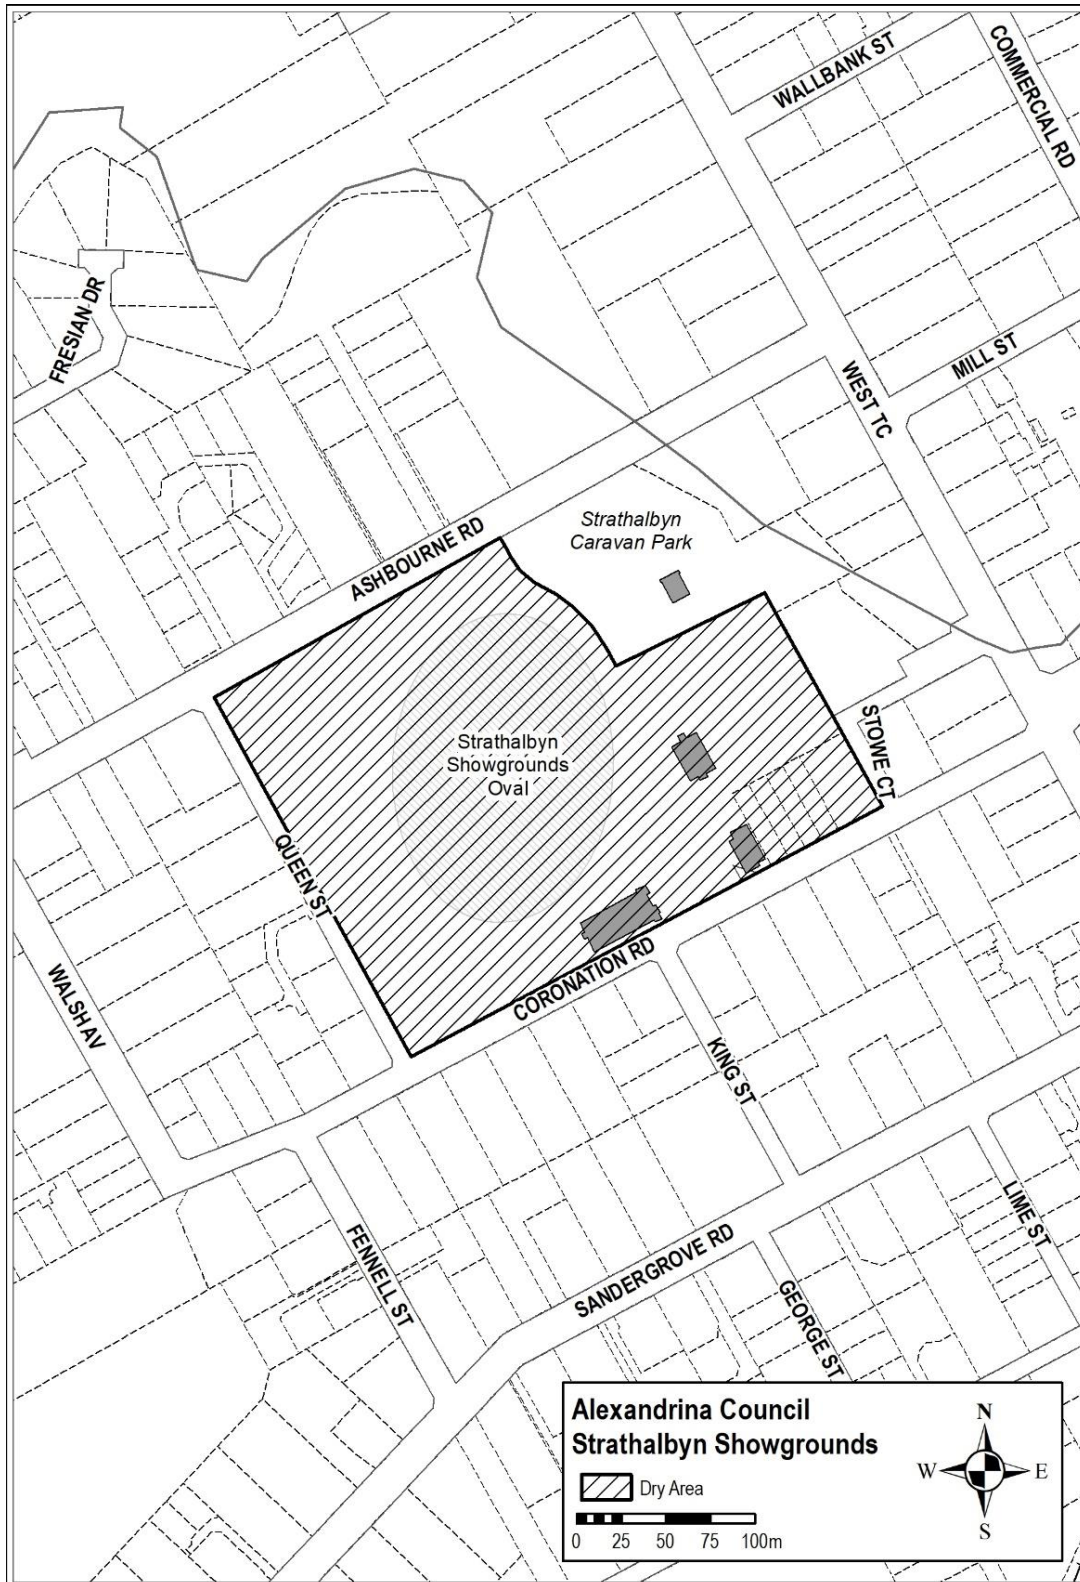 WALLBANK ST
COMMERCIAL RD
FRESIAN DR
MILL ST
WEST TC
ASHBOURNE RD
Strathalbyn
Caravan Park
STOWE CT
Strathalbyn
Showgrounds
Oval
QUEEN ST
CORONATION RD
WALSH AV
KING ST
LIME ST
FENNELL ST
SANDERGROVE RD
GEORGE ST
Alexandrina Council
Strathalbyn Showgrounds
Dry Area
0 25 50 75 100m
N
W E
S